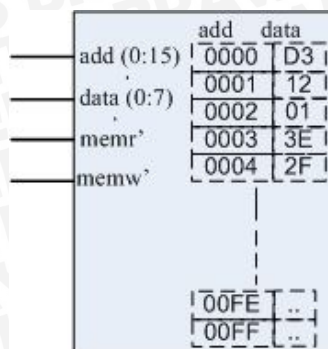 add data
add (0:15) 0000 D3
data (0:7) 0001 12
0002 01
memr' 0003 3E
memw' 0004 2F
00FE ..
00FF ..